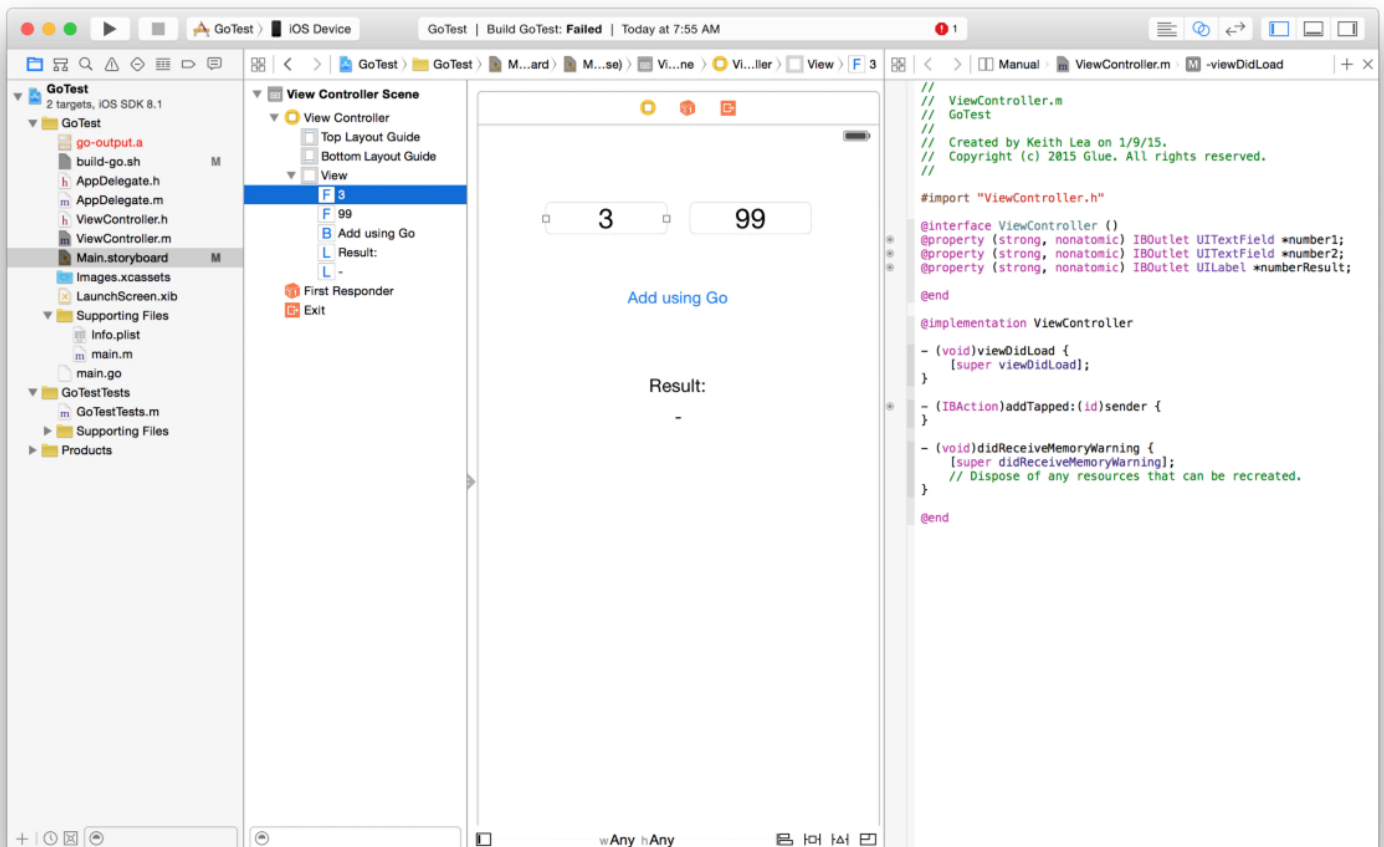 GoTest 〉 iOS Device
GoTest | Build GoTest: Failed | Today at 7:55 AM
1
GoTest 〉 GoTest 〉 M...ard 〉 M...se) 〉 Vi...ne 〉 Vi...ller 〉 View 〉 F 3
Manual 〉 ViewController.m 〉 M -viewDidLoad
GoTest
2 targets, iOS SDK 8.1
GoTest
go-output.a
build-go.sh M
AppDelegate.h
AppDelegate.m
ViewController.h
ViewController.m
Main.storyboard M
Images.xcassets
LaunchScreen.xib
Supporting Files
Info.plist
main.m
main.go
GoTestTests
GoTestTests.m
Supporting Files
Products
View Controller Scene
View Controller
Top Layout Guide
Bottom Layout Guide
View
F 3
F 99
B Add using Go
L Result:
L -
First Responder
Exit
3
99
Add using Go
Result:
-
wAny hAny
//
// ViewController.m
// GoTest
//
// Created by Keith Lea on 1/9/15.
// Copyright (c) 2015 Glue. All rights reserved.
//
#import "ViewController.h"
@interface ViewController ()
@property (strong, nonatomic) IBOutlet UITextField *number1;
@property (strong, nonatomic) IBOutlet UITextField *number2;
@property (strong, nonatomic) IBOutlet UILabel *numberResult;
@end
@implementation ViewController
- (void)viewDidLoad {
[super viewDidLoad];
}
- (IBAction)addTapped:(id)sender {
}
- (void)didReceiveMemoryWarning {
[super didReceiveMemoryWarning];
// Dispose of any resources that can be recreated.
}
@end